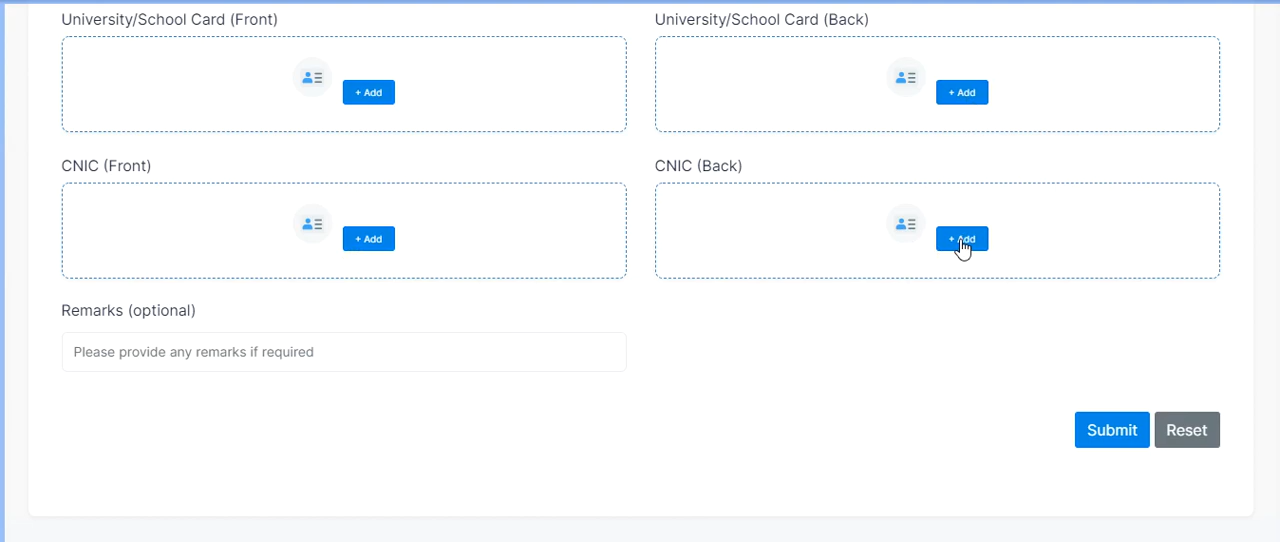 University/School Card (Front)
University/School Card (Back)
+ Add
+ Add
CNIC (Front)
CNIC (Back)
+ Add
+ Add
Remarks (optional)
Please provide any remarks if required
Submit
Reset